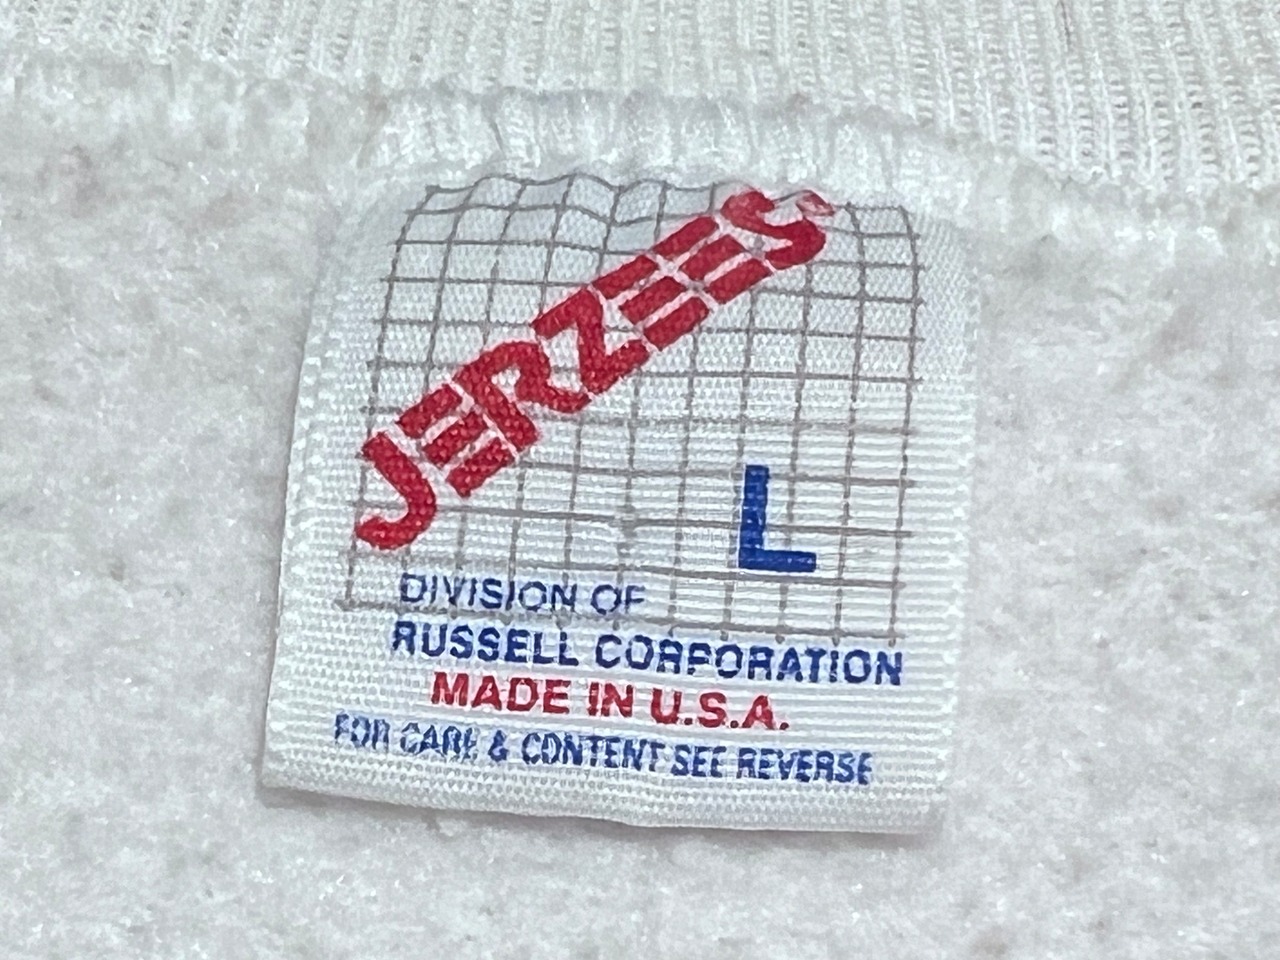 JERZEES®
L
DIVISION OF
RUSSELL CORPORATION
MADE IN U.S.A.
FOR CARE & CONTENT SEE REVERSE